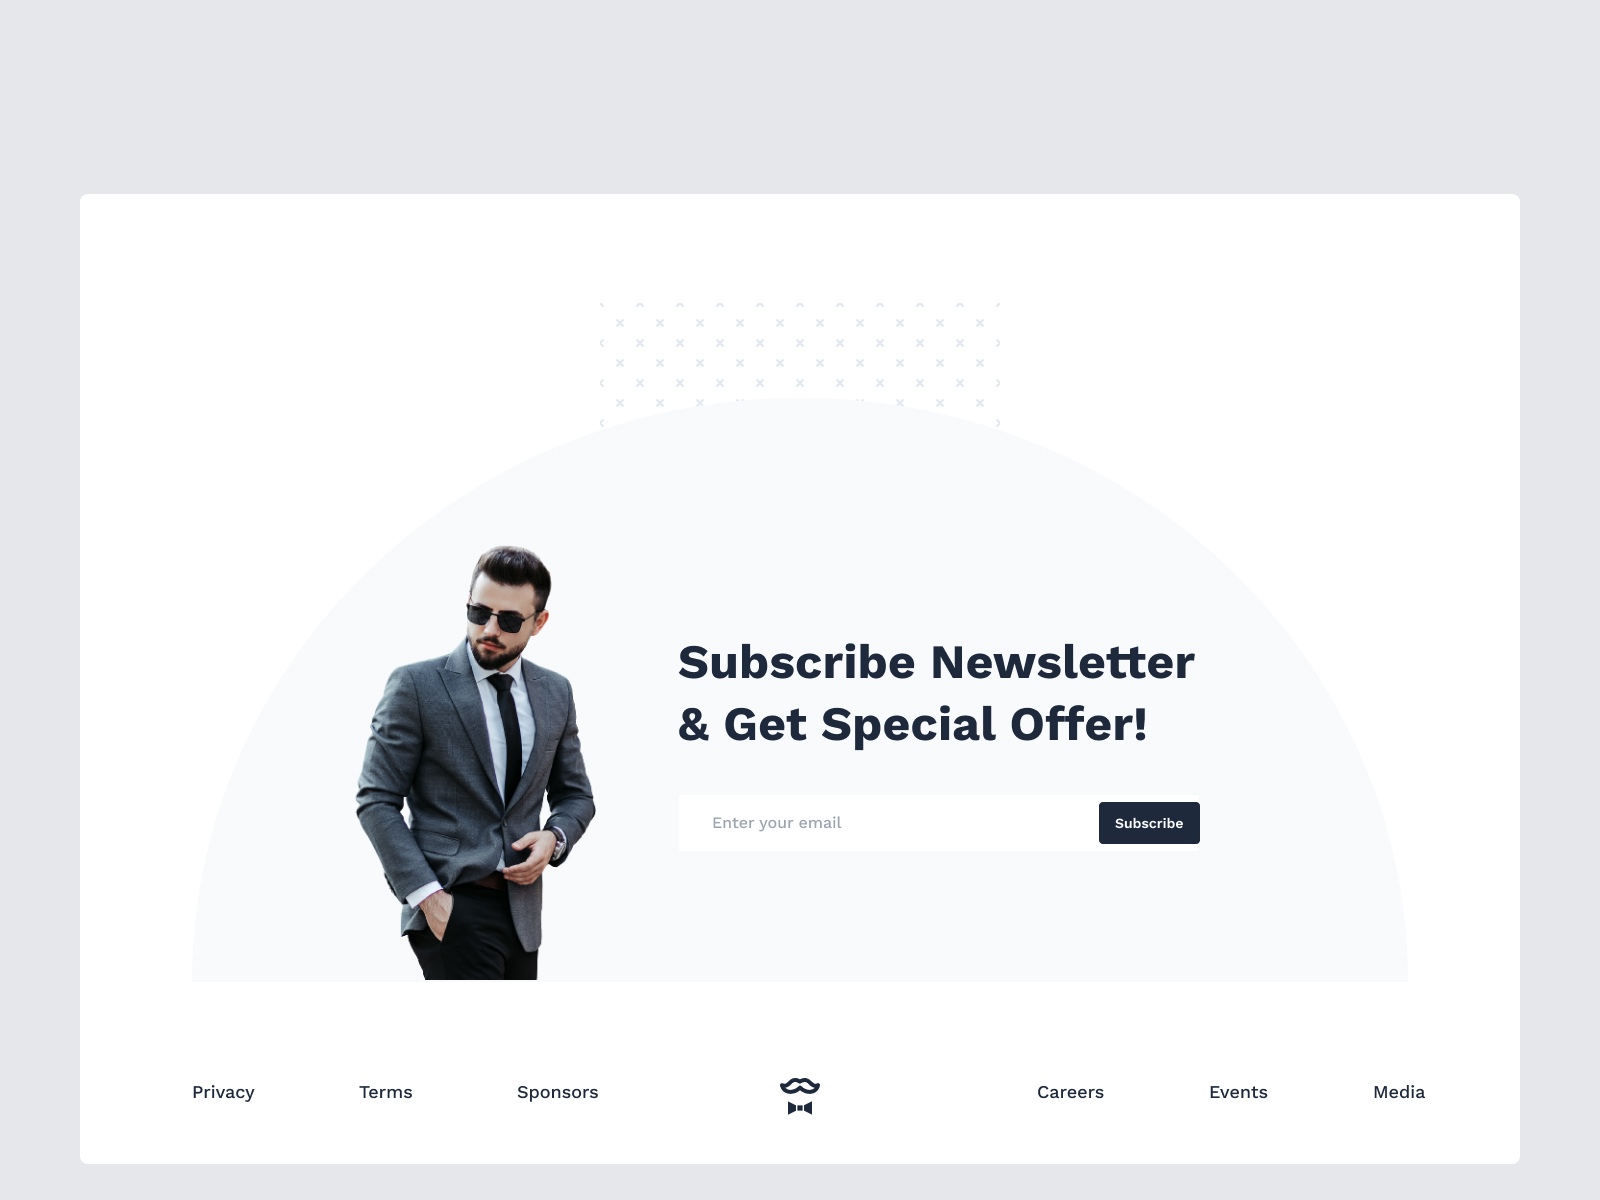 Subscribe Newsletter
& Get Special Offer!
Enter your email
Subscribe
Privacy
Terms
Sponsors
Careers
Events
Media